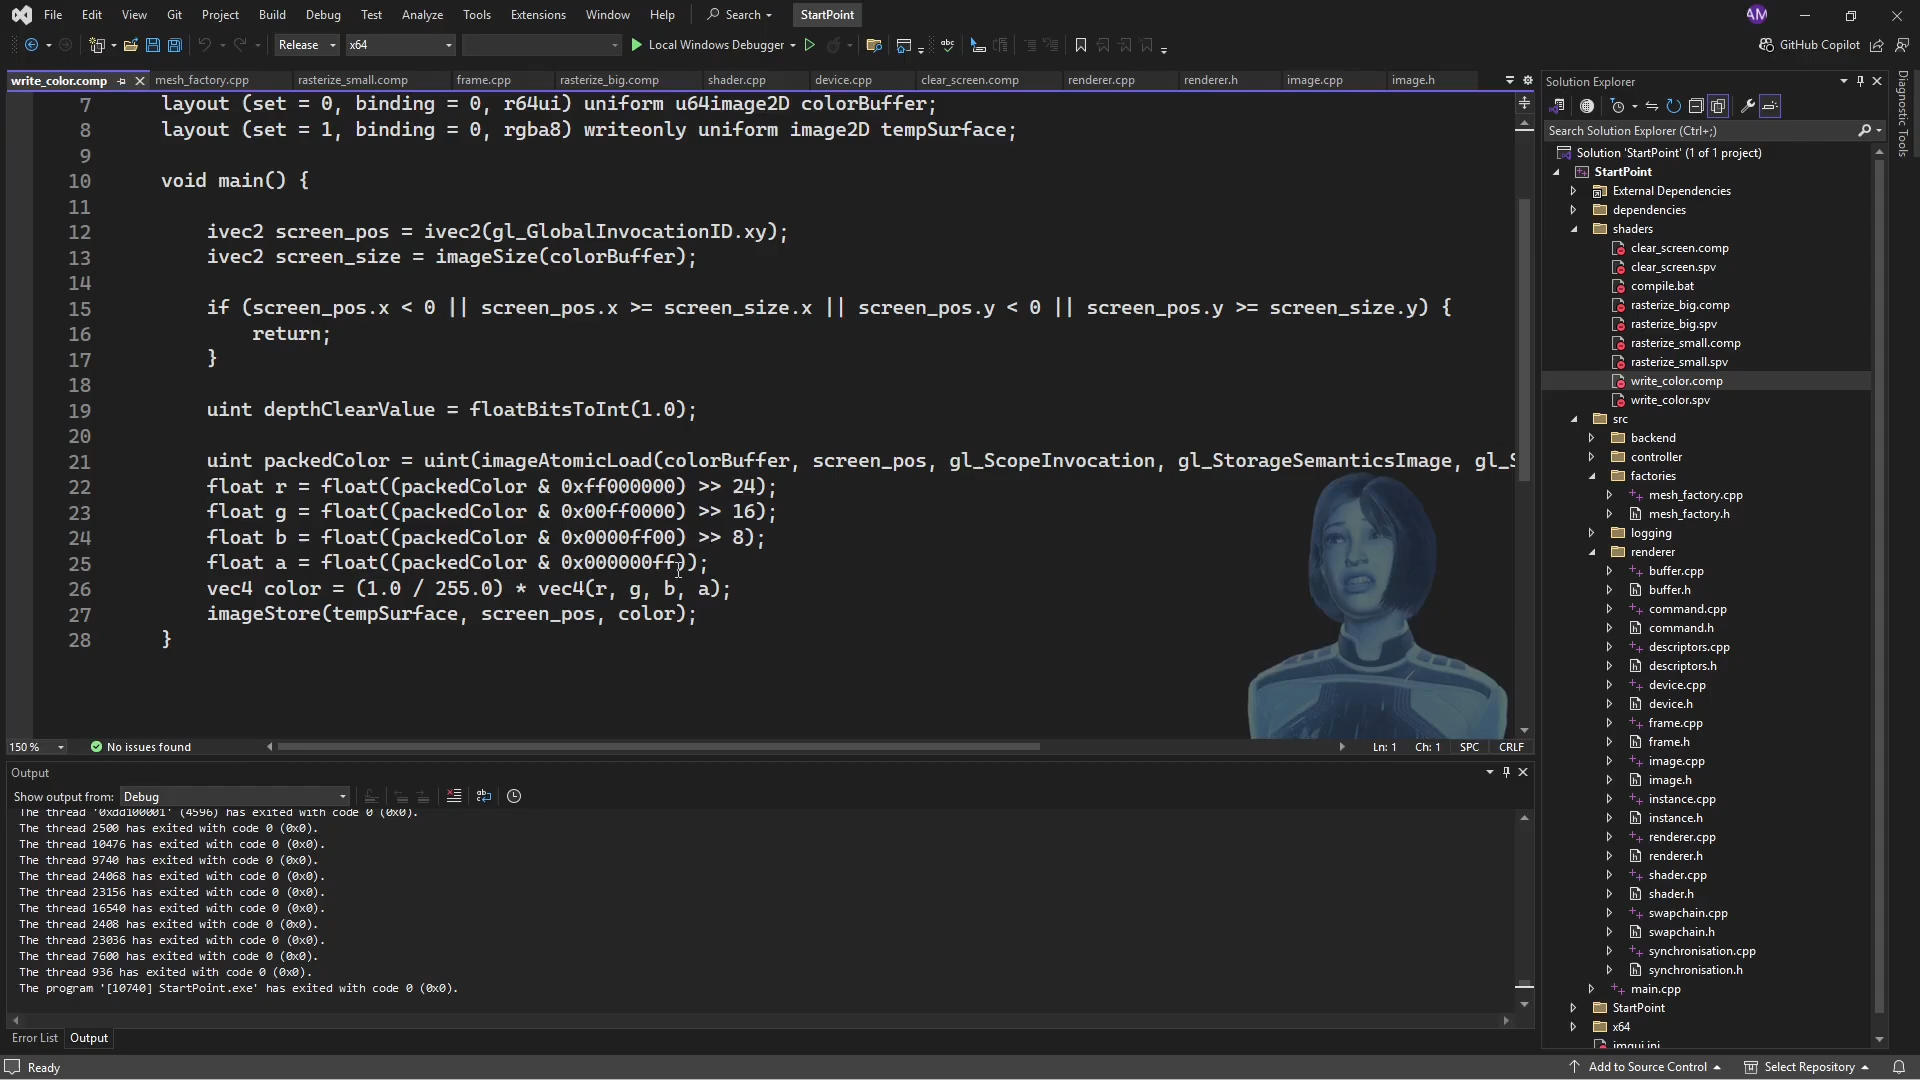 File Edit View Git Project Build Debug Test Analyze Tools Extensions Window Help Search StartPoint AM
Release x64 Local Windows Debugger abc GitHub Copilot
write_color.comp mesh_factory.cpp rasterize_small.comp frame.cpp rasterize_big.comp shader.cpp device.cpp clear_screen.comp renderer.cpp renderer.h image.cpp image.h
7 layout (set = 0, binding = 0, r64ui) uniform u64image2D colorBuffer;
8 layout (set = 1, binding = 0, rgba8) writeonly uniform image2D tempSurface;
9
10 void main() {
11
12 ivec2 screen_pos = ivec2(gl_GlobalInvocationID.xy);
13 ivec2 screen_size = imageSize(colorBuffer);
14
15 if (screen_pos.x < 0 || screen_pos.x >= screen_size.x || screen_pos.y < 0 || screen_pos.y >= screen_size.y) {
16 return;
17 }
18
19 uint depthClearValue = floatBitsToInt(1.0);
20
21 uint packedColor = uint(imageAtomicLoad(colorBuffer, screen_pos, gl_ScopeInvocation, gl_StorageSemanticsImage, gl_S
22 float r = float((packedColor & 0xff000000) >> 24);
23 float g = float((packedColor & 0x00ff0000) >> 16);
24 float b = float((packedColor & 0x0000ff00) >> 8);
25 float a = float((packedColor & 0x000000ff));
26 vec4 color = (1.0 / 255.0) * vec4(r, g, b, a);
27 imageStore(tempSurface, screen_pos, color);
28 }
150 % No issues found Ln: 1 Ch: 1 SPC CRLF
Output
Show output from: Debug
The thread '0xdd100001' (4596) has exited with code 0 (0x0).
The thread 2500 has exited with code 0 (0x0).
The thread 10476 has exited with code 0 (0x0).
The thread 9740 has exited with code 0 (0x0).
The thread 24068 has exited with code 0 (0x0).
The thread 23156 has exited with code 0 (0x0).
The thread 16540 has exited with code 0 (0x0).
The thread 2408 has exited with code 0 (0x0).
The thread 23036 has exited with code 0 (0x0).
The thread 7600 has exited with code 0 (0x0).
The thread 936 has exited with code 0 (0x0).
The program '[10740] StartPoint.exe' has exited with code 0 (0x0).
Error List Output
Ready Add to Source Control Select Repository
Solution Explorer
Search Solution Explorer (Ctrl+;)
Solution 'StartPoint' (1 of 1 project)
StartPoint
External Dependencies
dependencies
shaders
clear_screen.comp
clear_screen.spv
compile.bat
rasterize_big.comp
rasterize_big.spv
rasterize_small.comp
rasterize_small.spv
write_color.comp
write_color.spv
src
backend
controller
factories
mesh_factory.cpp
mesh_factory.h
logging
renderer
buffer.cpp
buffer.h
command.cpp
command.h
descriptors.cpp
descriptors.h
device.cpp
device.h
frame.cpp
frame.h
image.cpp
image.h
instance.cpp
instance.h
renderer.cpp
renderer.h
shader.cpp
shader.h
swapchain.cpp
swapchain.h
synchronisation.cpp
synchronisation.h
main.cpp
StartPoint
x64
imgui.ini
Diagnostic Tools